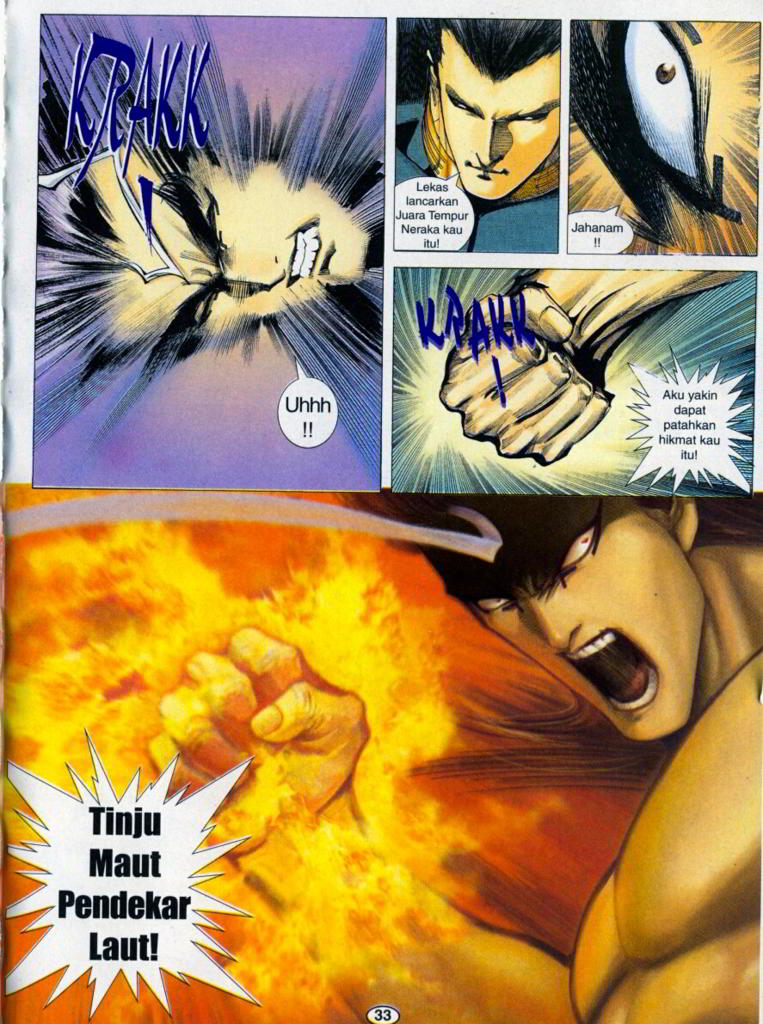 KRAKK
!
Uhhh
!!
Lekas
lancarkan
Juara Tempur
Neraka kau
itu!
Jahanam
!!
KRAKK
!
Aku yakin
dapat
patahkan
hikmat kau
itu!
Tinju
Maut
Pendekar
Laut!
33